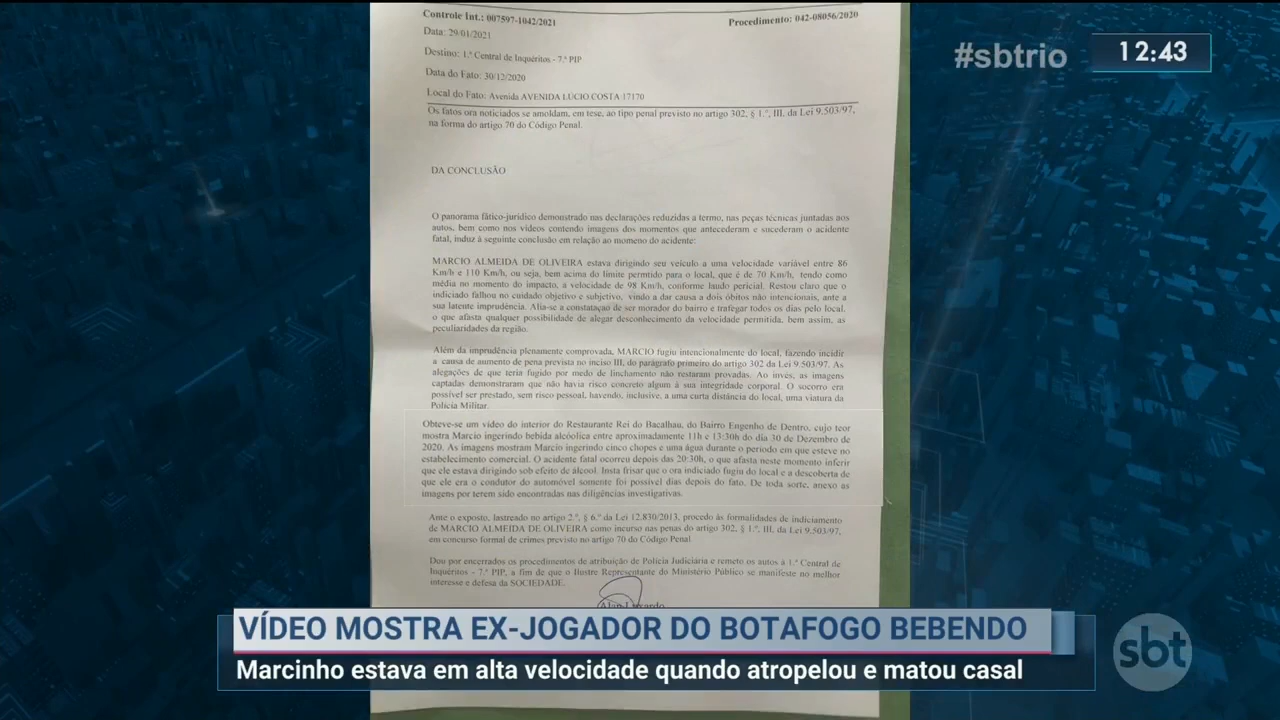 Controle Int.: 007597-1042/2021
Procedimento: 042-08056/2020
Data: 29/01/2021
Destino: 1.ª Central de Inquéritos - 7.ª PIP
Data do Fato: 30/12/2020
Local do Fato: Avenida AVENIDA LÚCIO COSTA 17170
Os fatos ora noticiados se amoldam, em tese, ao tipo penal previsto no artigo 302, § 1.º, III, da Lei 9.503/97,
na forma do artigo 70 do Código Penal.
DA CONCLUSÃO
O panorama fático-jurídico demonstrado nas declarações reduzidas a termo, nas peças técnicas juntadas aos
autos, bem como nos vídeos contendo imagens dos momentos que antecederam e sucederam o acidente
fatal, induz à seguinte conclusão em relação ao momeno do acidente:
MARCIO ALMEIDA DE OLIVEIRA estava dirigindo seu veículo a uma velocidade variável entre 86
Km/h e 110 Km/h, ou seja, bem acima do limite permtido para o local, que é de 70 Km/h, tendo como
média no momento do impacto, a velocidade de 98 Km/h, conforme laudo pericial. Restou claro que o
indiciado falhou no cuidado objetivo e subjetivo, vindo a dar causa a dois óbitos não intencionais, ante a
sua latente imprudência. Alia-se a constataçao de ser morador do bairro e trafegar todos os dias pelo local,
o que afasta qualquer possibilidade de alegar desconhecimento da velocidade permitida, bem assim, as
peculiaridades da região.
Além da imprudência plenamente comprovada, MARCIO fugiu intencionalmente do local, fazendo incidir
a causa de aumento de pena prevista no inciso III, do parágrafo primeiro do artigo 302 da Lei 9.503/97. As
alegações de que teria fugido por medo de linchamento não restaram provadas. Ao invés, as imagens
captadas demonstraram que não havia risco concreto algum à sua integridade corporal. O socorro era
possível ser prestado, sem risco pessoal, havendo, inclusive, a uma curta distância do local, uma viatura da
Polícia Militar.
Obteve-se um vídeo do interior do Restaurante Rei do Bacalhau, do Bairro Engenho de Dentro, cujo teor
mostra Marcio ingerindo bebida alcóolica entre aproximadamente 11h e 13:30h do dia 30 de Dezembro de
2020. As imagens mostram Marcio ingerindo cinco chopes e uma água durante o período em que esteve no
estabelecimento comercial. O acidente fatal ocorreu depois das 20:30h, o que afasta neste momento inferir
que ele estava dirigindo sob efeito de álcool. Insta frisar que o ora indiciado fugiu do local e a descoberta de
que ele era o condutor do automóvel somente foi possível dias depois do fato. De toda sorte, anexo as
imagens por terem sido encontradas nas diligências investigativas.
Ante o exposto, lastreado no artigo 2.º, § 6.º da Lei 12.830/2013, procedo às formalidades de indiciamento
de MARCIO ALMEIDA DE OLIVEIRA como incurso nas penas do artigo 302, § 1.º, III, da Lei 9.503/97,
em concurso formal de crimes previsto no artigo 70 do Código Penal
Dou por encerrados os procedimentos de atribuição de Polícia Judiciária e remeto os autos à 1.ª Central de
Inquéritos - 7.ª PIP, a fim de que o Ilustre Representante do Ministério Público se manifeste no melhor
interesse e defesa da SOCIEDADE.
#sbtrio
12:43
VÍDEO MOSTRA EX-JOGADOR DO BOTAFOGO BEBENDO
Marcinho estava em alta velocidade quando atropelou e matou casal
sbt